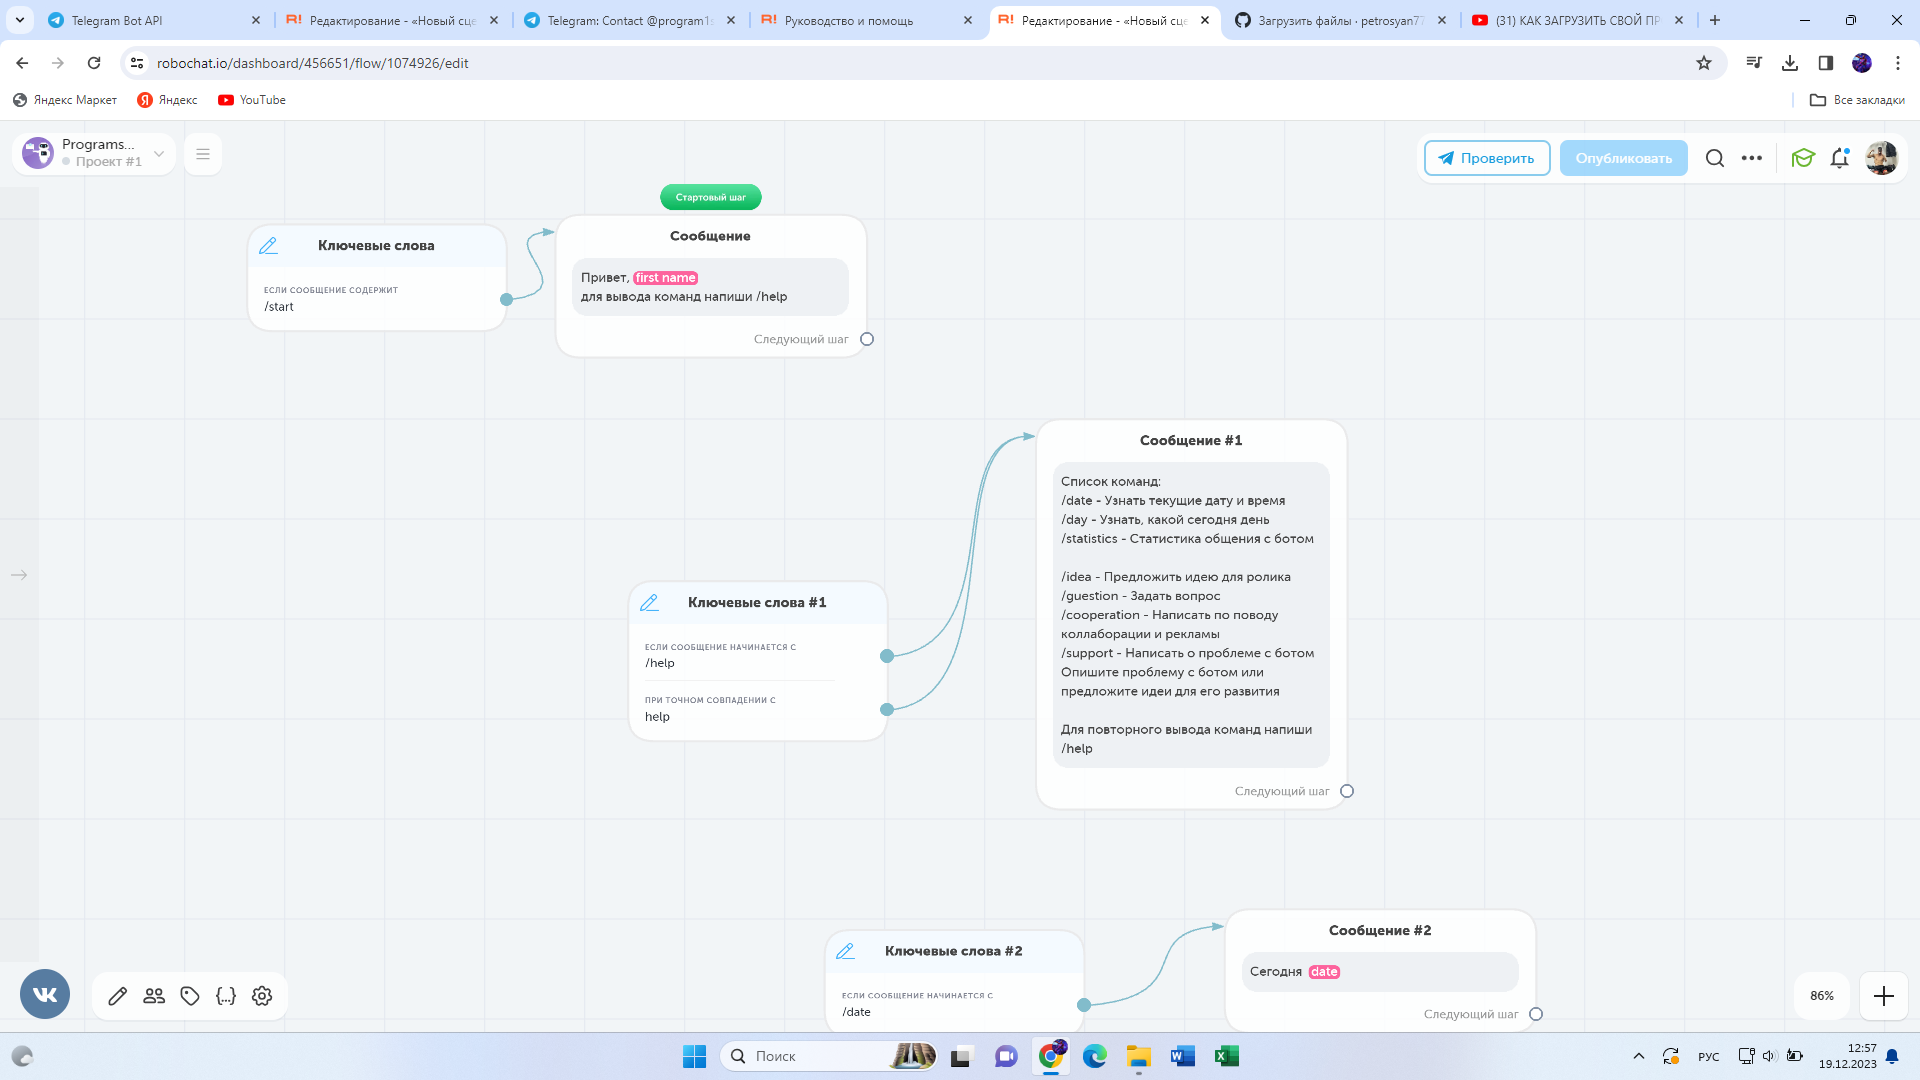 Telegram Bot API
Редактирование - «Новый сце
Telegram: Contact @program1s
Руководство и помощь
Редактирование - «Новый сце
Загрузить файлы · petrosyan77
(31) КАК ЗАГРУЗИТЬ СВОЙ ПР
robochat.io/dashboard/456651/flow/1074926/edit
Яндекс Маркет
Яндекс
YouTube
Все закладки
Programs...
Проект #1
Проверить
Опубликовать
Стартовый шаг
Ключевые слова
ЕСЛИ СООБЩЕНИЕ СОДЕРЖИТ
/start
Сообщение
Привет, first name
для вывода команд напиши /help
Следующий шаг
Сообщение #1
Список команд:
/date - Узнать текущие дату и время
/day - Узнать, какой сегодня день
/statistics - Статистика общения с ботом
/idea - Предложить идею для ролика
/guestion - Задать вопрос
/cooperation - Написать по поводу
коллаборации и рекламы
/support - Написать о проблеме с ботом
Опишите проблему с ботом или
предложите идеи для его развития
Для повторного вывода команд напиши
/help
Следующий шаг
Ключевые слова #1
ЕСЛИ СООБЩЕНИЕ НАЧИНАЕТСЯ С
/help
ПРИ ТОЧНОМ СОВПАДЕНИИ С
help
Ключевые слова #2
ЕСЛИ СООБЩЕНИЕ НАЧИНАЕТСЯ С
/date
Сообщение #2
Сегодня date
Следующий шаг
86%
Поиск
РУС
12:57
19.12.2023